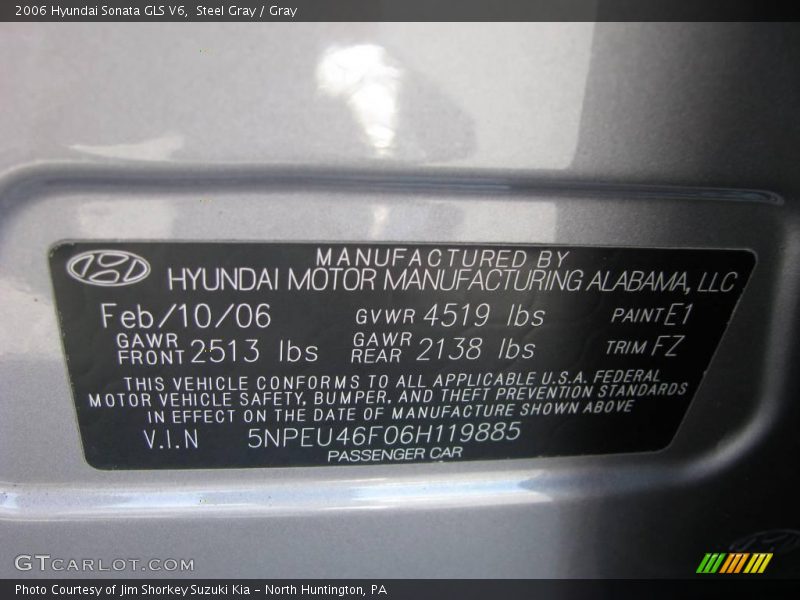 2006 Hyundai Sonata GLS V6,  Steel Gray / Gray
MANUFACTURED BY
HYUNDAI MOTOR MANUFACTURING ALABAMA, LLC
Feb/10/06 GVWR 4519 lbs PAINT E1
GAWR FRONT 2513 lbs GAWR REAR 2138 lbs TRIM FZ
THIS VEHICLE CONFORMS TO ALL APPLICABLE U.S.A. FEDERAL
MOTOR VEHICLE SAFETY, BUMPER, AND THEFT PREVENTION STANDARDS
IN EFFECT ON THE DATE OF MANUFACTURE SHOWN ABOVE
V.I.N 5NPEU46F06H119885
PASSENGER CAR
GTCARLOT.COM
Photo Courtesy of Jim Shorkey Suzuki Kia - North Huntington, PA